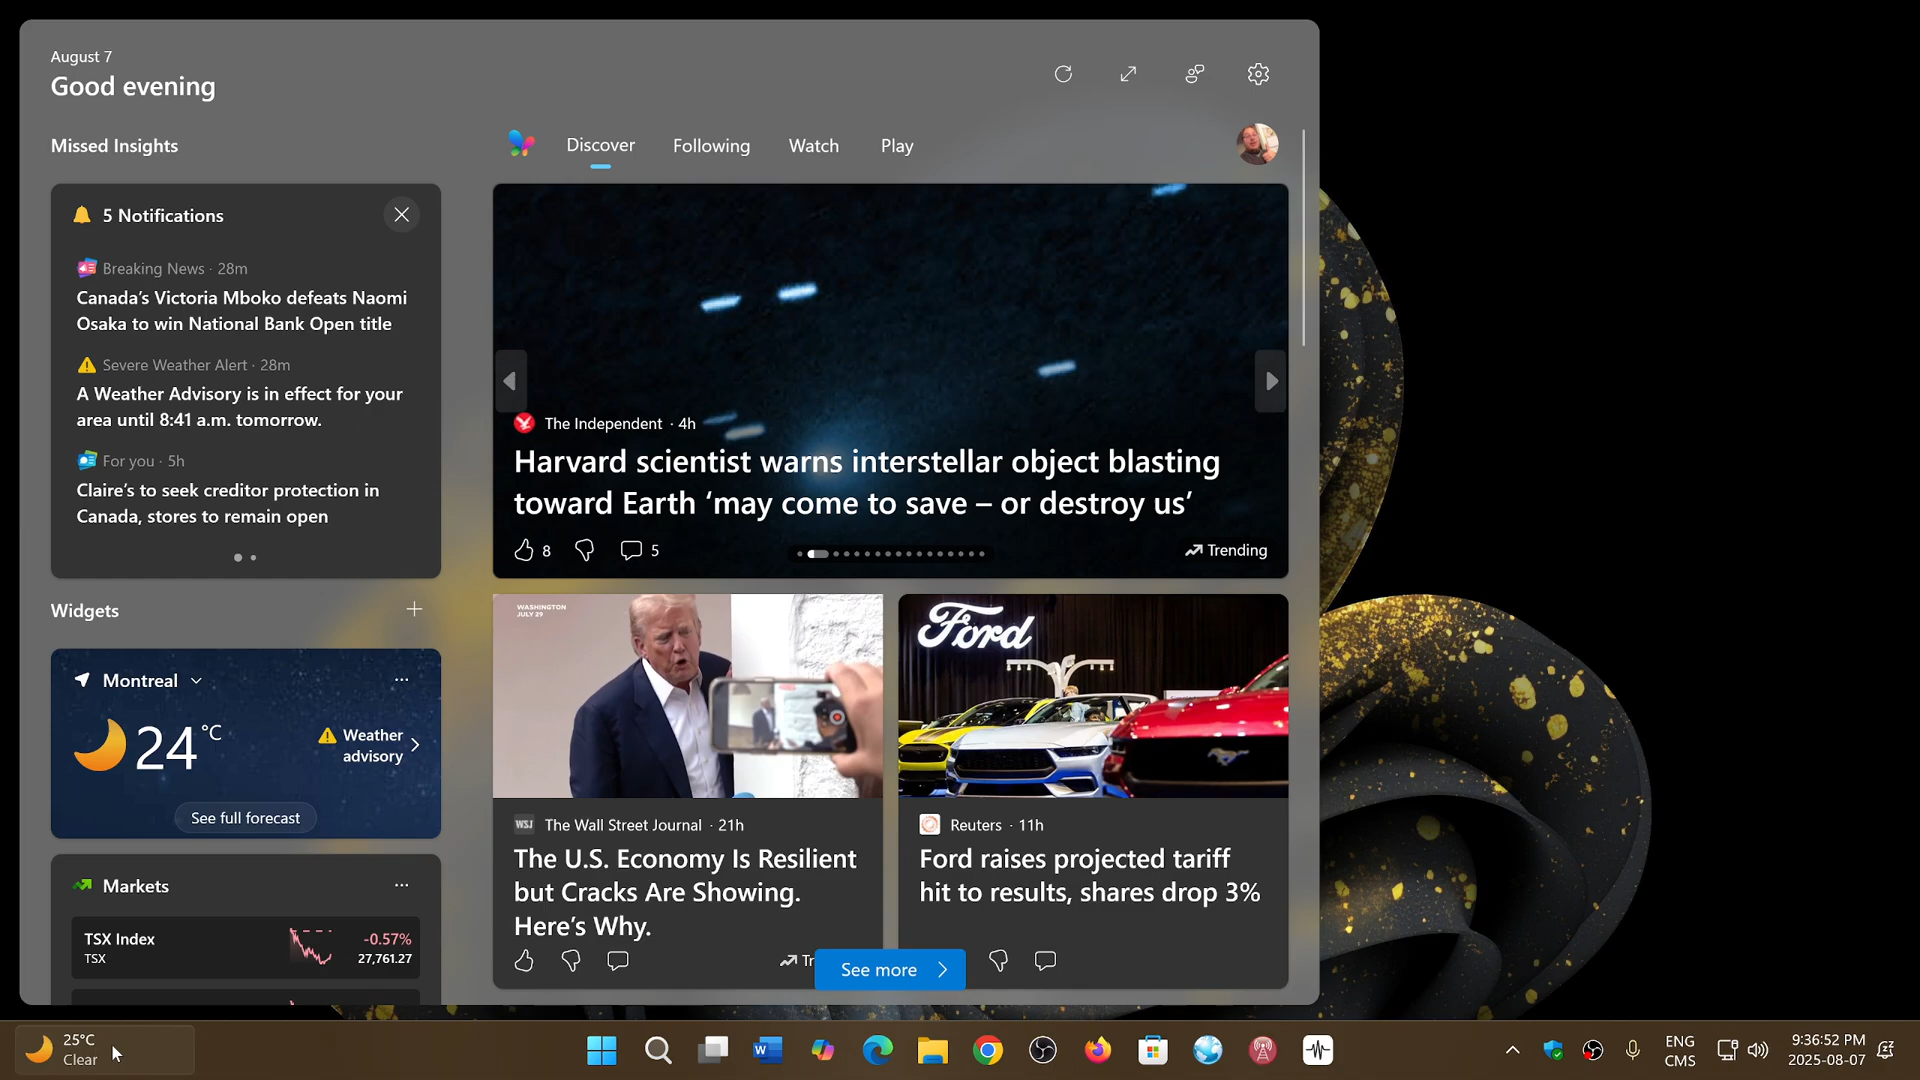 August 7
Good evening
Missed Insights
Discover
Following
Watch
Play
5 Notifications
Breaking News · 28m
Canada's Victoria Mboko defeats Naomi
Osaka to win National Bank Open title
Severe Weather Alert · 28m
A Weather Advisory is in effect for your
area until 8:41 a.m. tomorrow.
For you · 5h
Claire's to seek creditor protection in
Canada, stores to remain open
The Independent · 4h
Harvard scientist warns interstellar object blasting
toward Earth ‘may come to save – or destroy us’
8
5
Trending
Widgets
Montreal
24 °C
Weather
advisory
See full forecast
Markets
TSX Index
TSX
-0.57%
27,761.27
WASHINGTON
JULY 29
WSJ
The Wall Street Journal · 21h
The U.S. Economy Is Resilient
but Cracks Are Showing.
Here's Why.
Tr
Ford
Reuters · 11h
Ford raises projected tariff
hit to results, shares drop 3%
See more
25°C
Clear
W
ENG
CMS
9:36:52 PM
2025-08-07